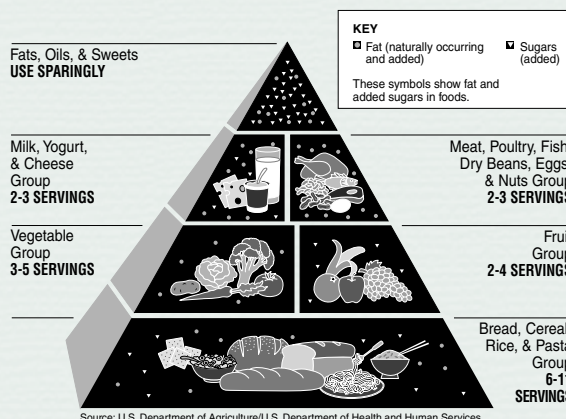 KEY
Fat (naturally occurring
and added)
Sugars
(added)
These symbols show fat and
added sugars in foods.
Fats, Oils, & Sweets
USE SPARINGLY
Milk, Yogurt,
& Cheese
Group
2-3 SERVINGS
Meat, Poultry, Fish
Dry Beans, Eggs
& Nuts Group
2-3 SERVINGS
Vegetable
Group
3-5 SERVINGS
Fruit
Group
2-4 SERVINGS
Bread, Cereal
Rice, & Pasta
Group
6-11
SERVINGS
Source: U.S. Department of Agriculture/U.S. Department of Health and Human Services